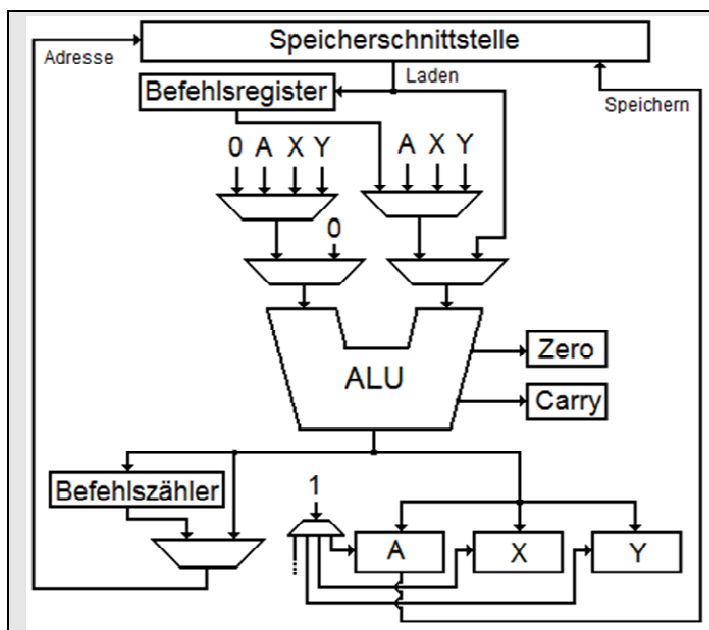 Speicherschnittstelle
Adresse
Laden
Befehlsregister
Speichern
0 A X Y
A X Y
0
Zero
ALU
Carry
Befehlszähler
1
A
X
Y